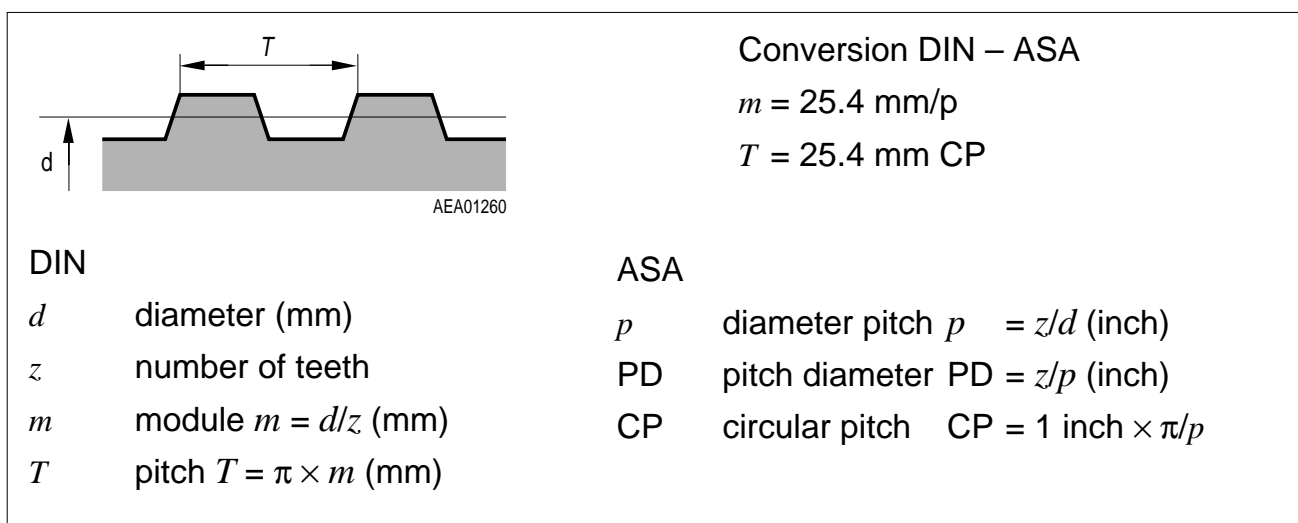 T
d
AEA01260
Conversion DIN – ASA
m = 25.4 mm/p
T = 25.4 mm CP
DIN
d diameter (mm)
z number of teeth
m module m = d/z (mm)
T pitch T = π × m (mm)
ASA
p diameter pitch p = z/d (inch)
PD pitch diameter PD = z/p (inch)
CP circular pitch CP = 1 inch × π/p